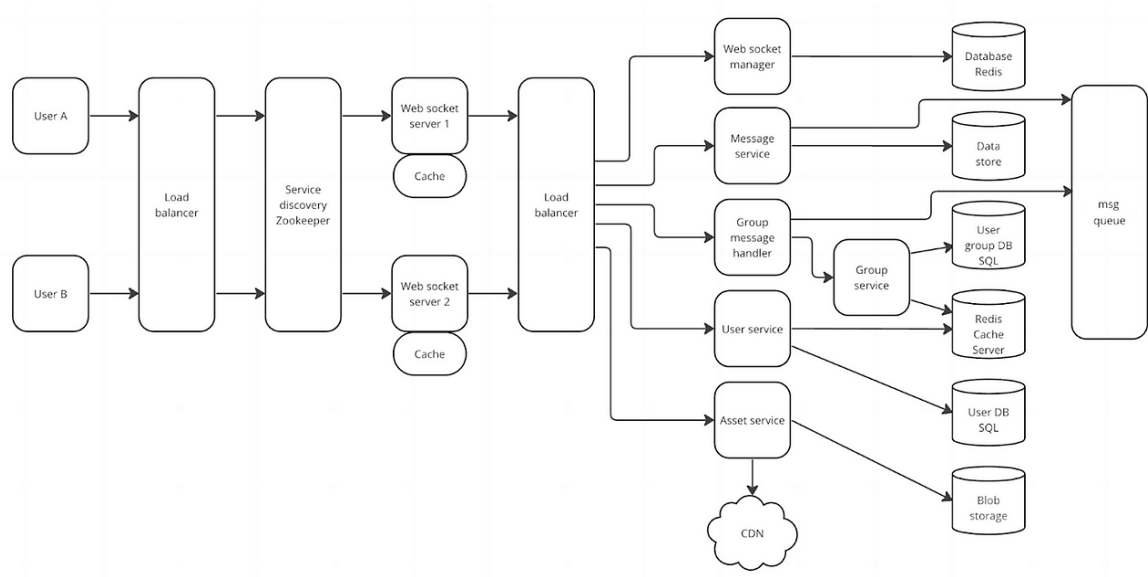 User A
User B
Load
balancer
Service
discovery
Zookeeper
Web socket
server 1
Cache
Web socket
server 2
Cache
Load
balancer
Web socket
manager
Message
service
Group
message
handler
Group
service
User service
Asset service
CDN
Database
Redis
Data
store
User
group DB
SQL
Redis
Cache
Server
User DB
SQL
Blob
storage
msg
queue